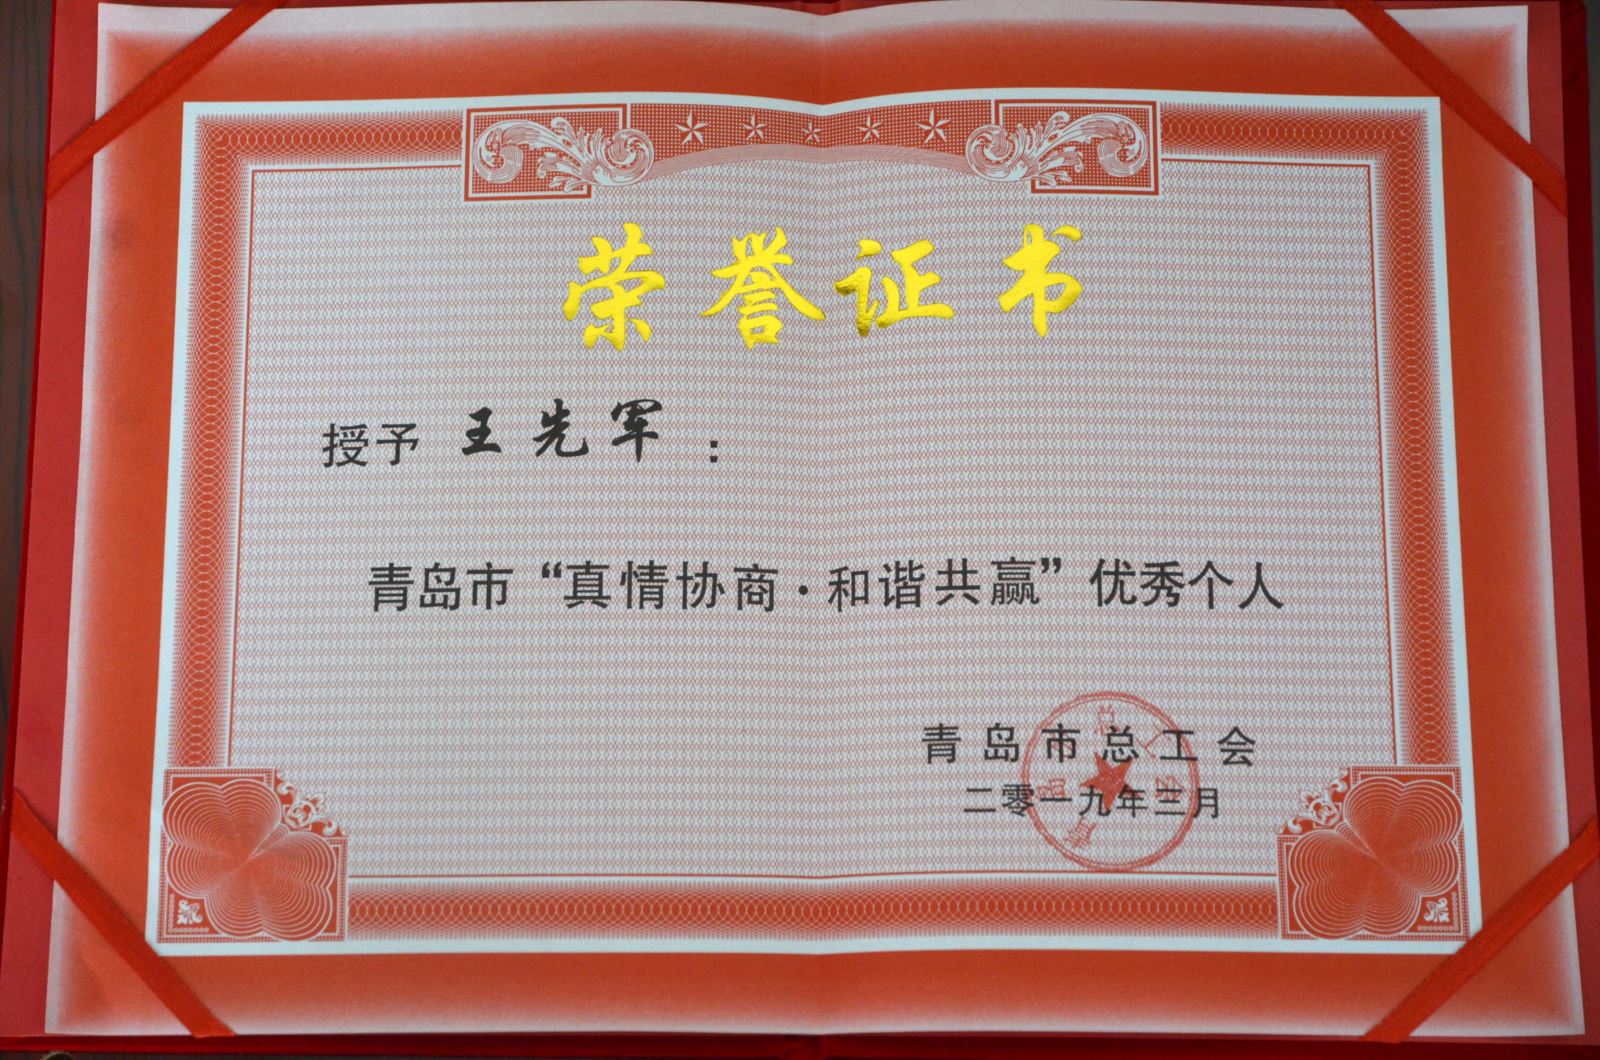 荣誉证书
授予 王先军 ：
青岛市“真情协商·和谐共赢”优秀个人
青岛市总工会
二零一九年三月